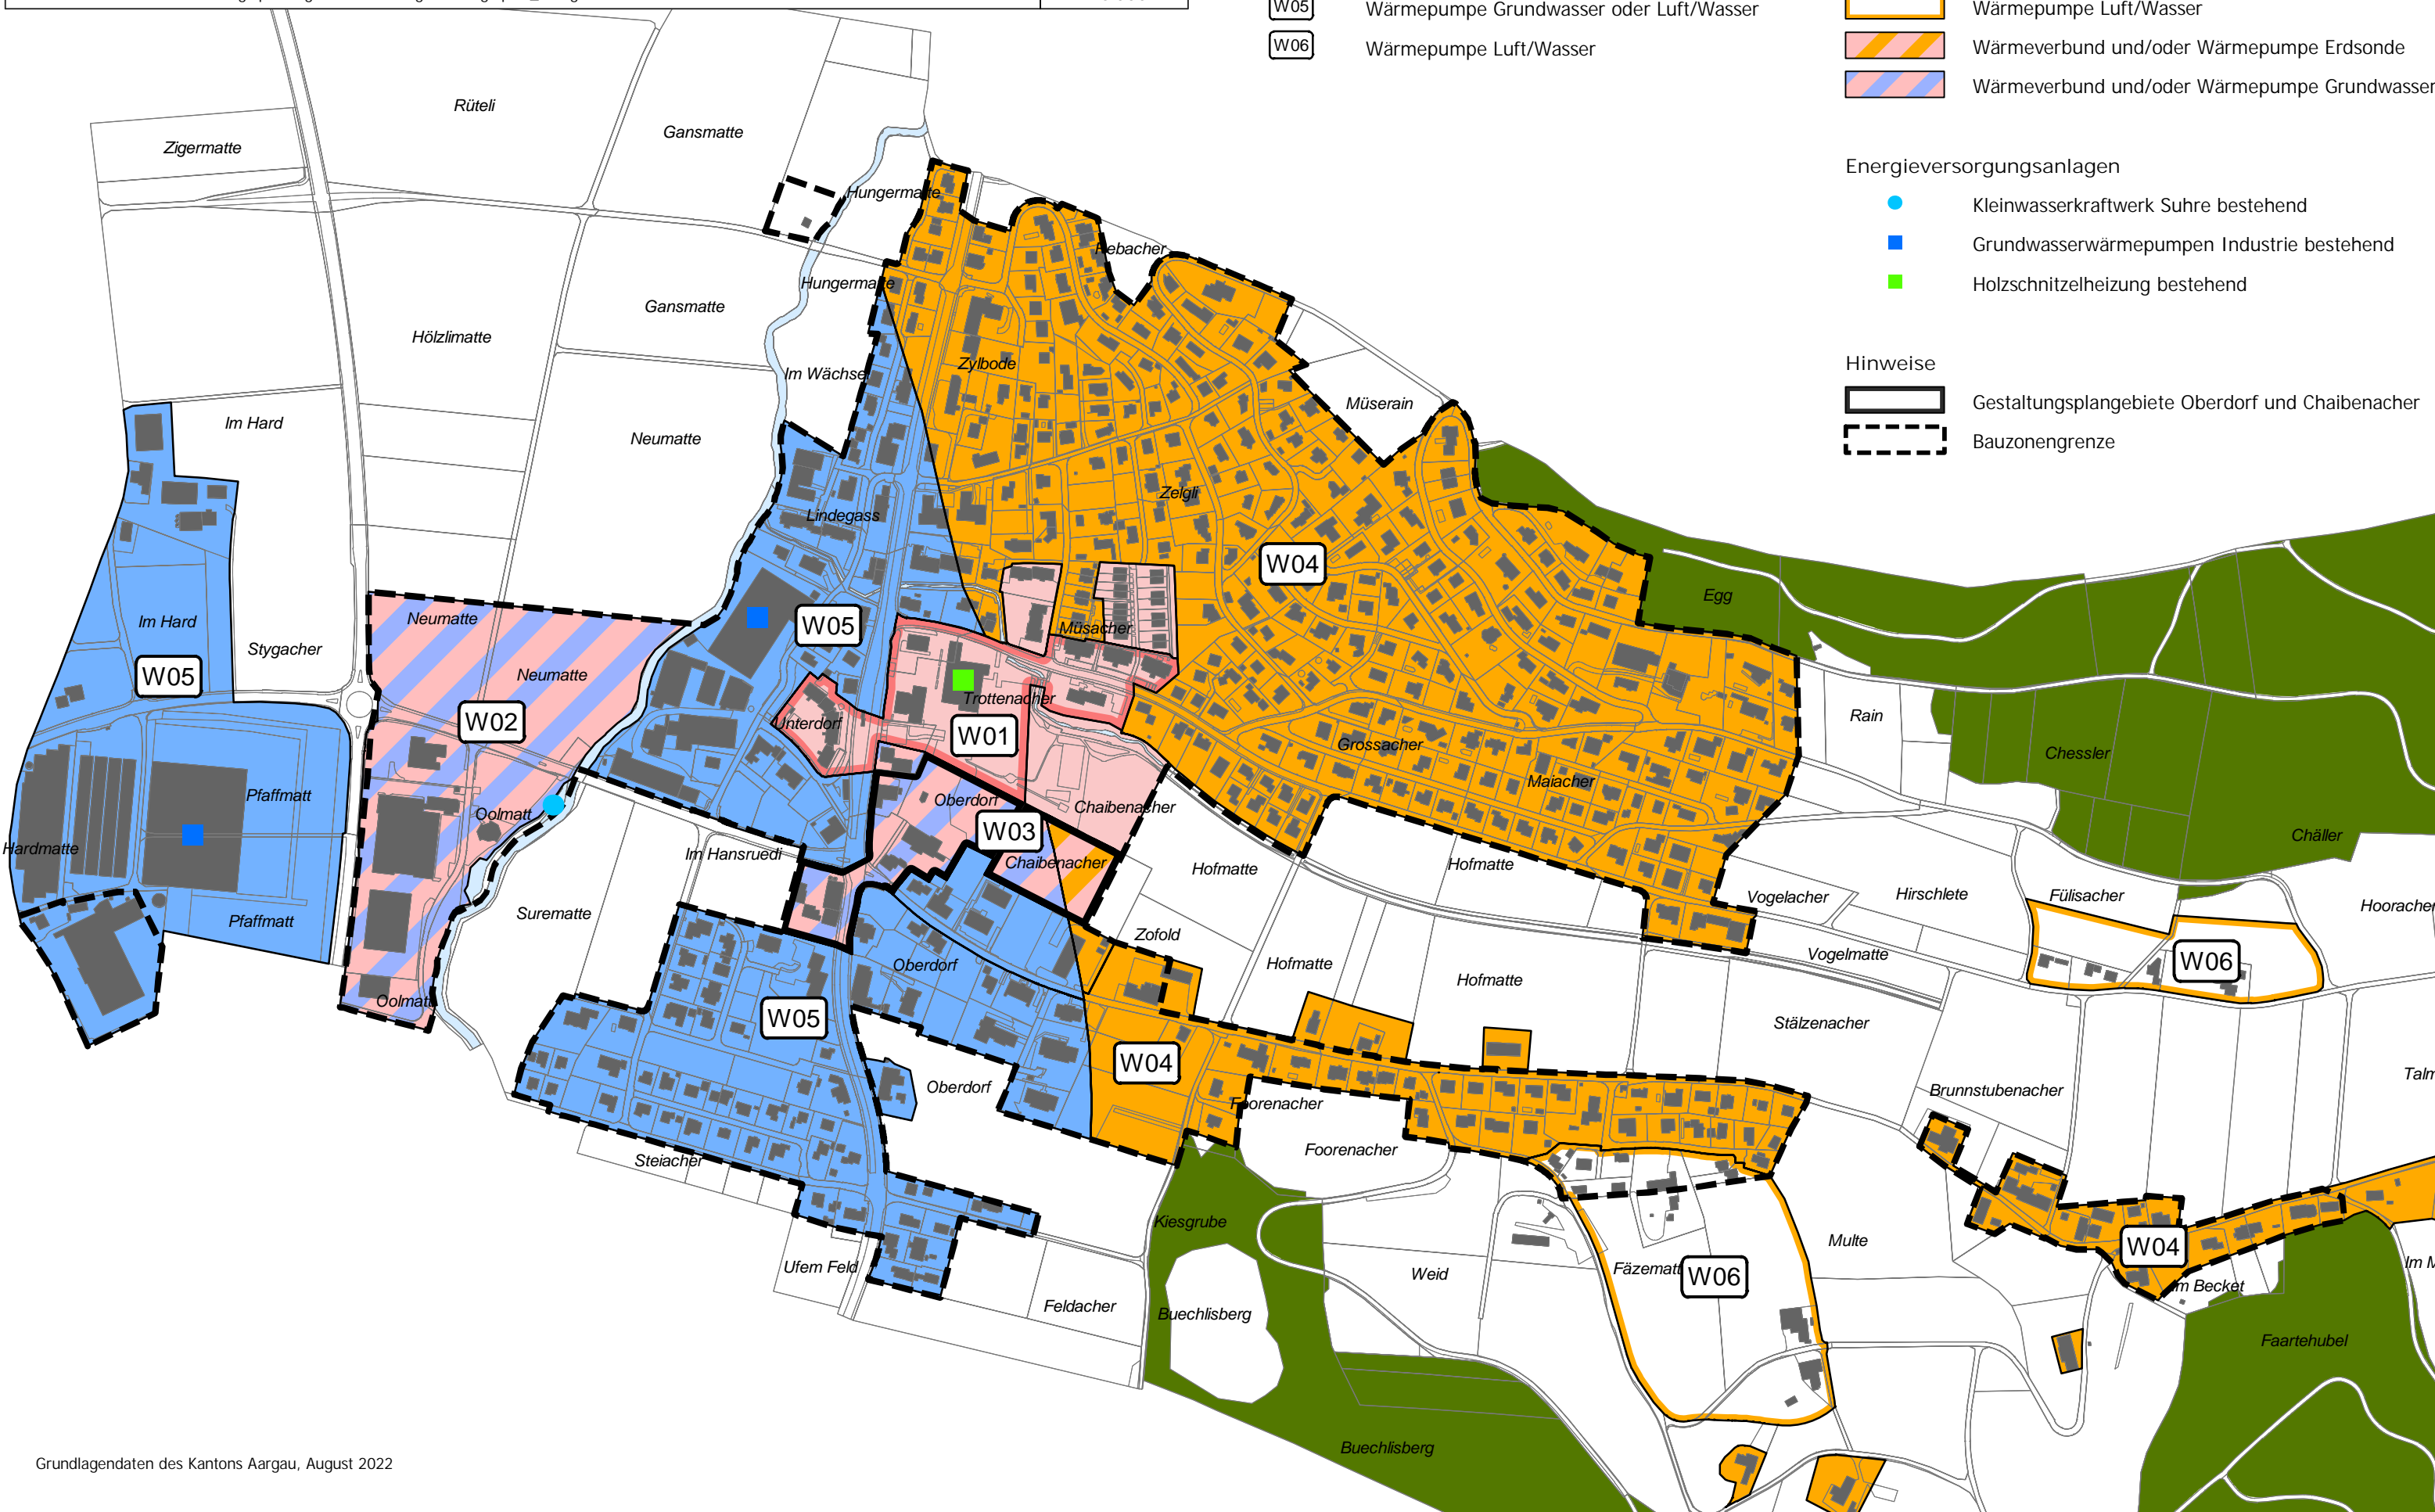 W05 Wärmepumpe Grundwasser oder Luft/Wasser
W06 Wärmepumpe Luft/Wasser
Wärmepumpe Luft/Wasser
Wärmeverbund und/oder Wärmepumpe Erdsonde
Wärmeverbund und/oder Wärmepumpe Grundwasser
Energieversorgungsanlagen
Kleinwasserkraftwerk Suhre bestehend
Grundwasserwärmepumpen Industrie bestehend
Holzschnitzelheizung bestehend
Hinweise
Gestaltungsplangebiete Oberdorf und Chaibenacher
Bauzonengrenze
Rüteli
Gansmatte
Zigermatte
Hungermatte
Rebacher
Hungermatte
Gansmatte
Hölzlimatte
Zylbode
Im Wächsel
Müserain
Im Hard
Neumatte
Zelgli
Lindegass
W04
Egg
Im Hard
Neumatte
W05
Müsacher
Stygacher
W05
Neumatte
Trottenacher
Rain
W02
Unterdorf
W01
Grossacher
Chessler
Maiacher
Pfaffmatt
Oberdorf
Chaibenacher
Oolmatt
W03
Chäller
Hardmatte
Im Hansruedi
Chaibenacher
Hofmatte
Hofmatte
Vogelacher
Hirschlete
Fülisacher
Hooracher
Surematte
Pfaffmatt
Zofold
Vogelmatte
Oberdorf
Hofmatte
W06
Hofmatte
Oolmatt
W05
Stälzenacher
W04
Oberdorf
Brunnstubenacher
Foorenacher
Foorenacher
Steiacher
Kiesgrube
Multe
W04
Ufem Feld
Weid
Fäzematt
W06
Im Becket
Feldacher
Buechlisberg
Faartehubel
Buechlisberg
Grundlagendaten des Kantons Aargau, August 2022